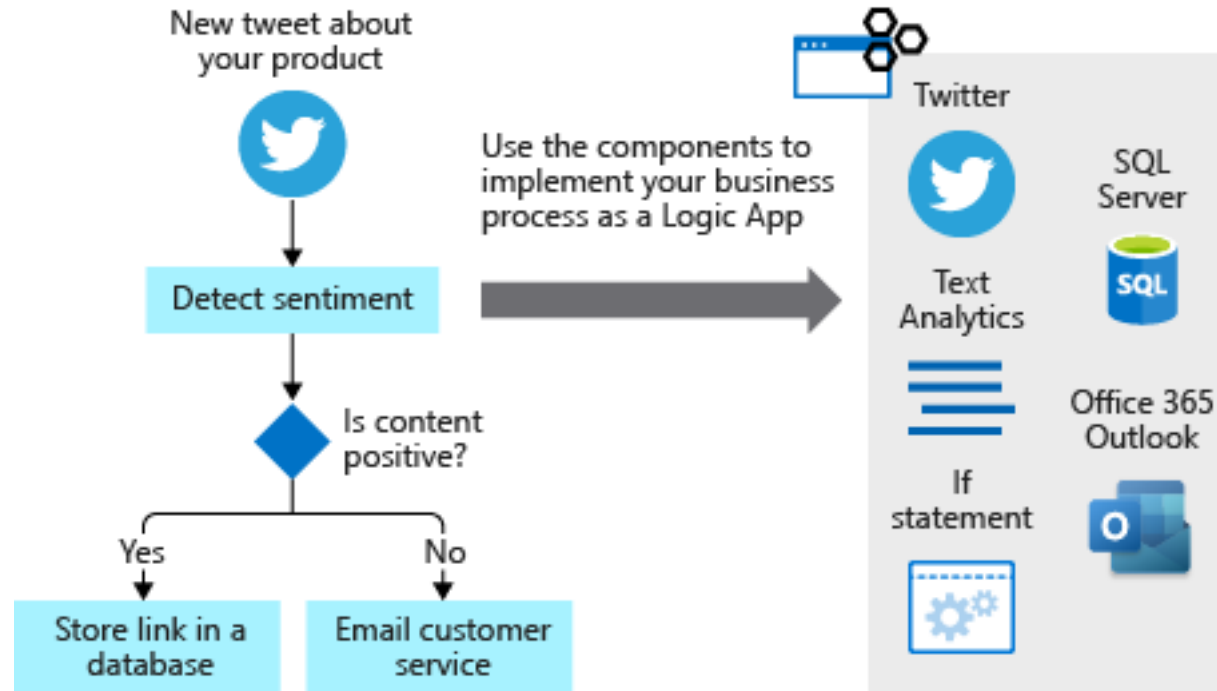 New tweet about
your product
Detect sentiment
Is content
positive?
Yes
No
Store link in a
database
Email customer
service
Use the components to
implement your business
process as a Logic App
Twitter
Text
Analytics
If
statement
SQL
Server
SQL
Office 365
Outlook
O